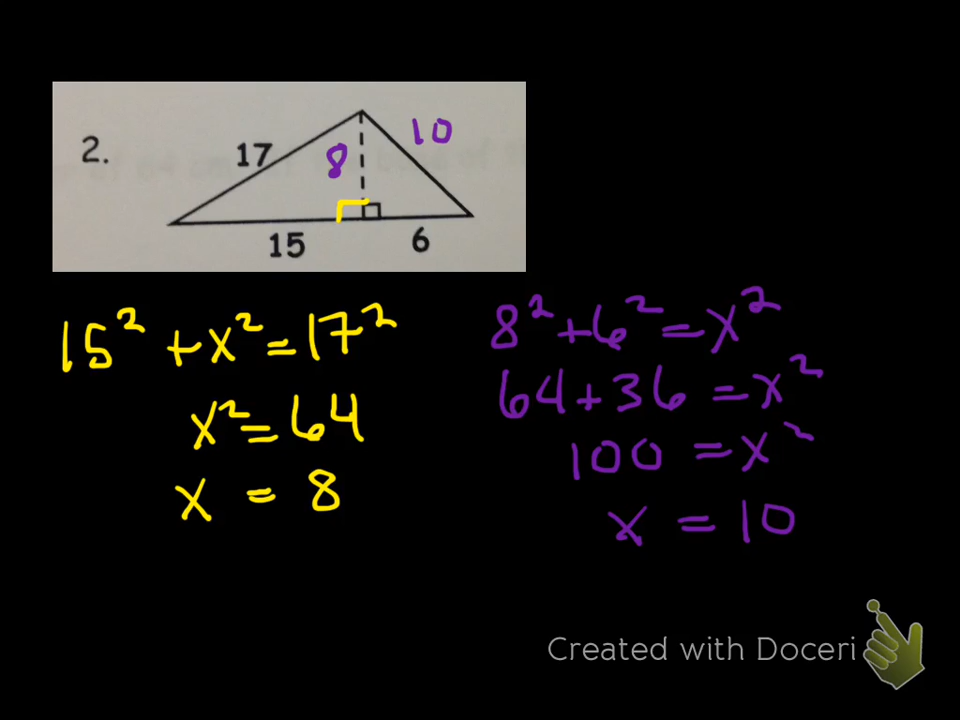 2.
17
8
10
15
6
15² + x² = 17²
x² = 64
x = 8
8² + 6² = x²
64 + 36 = x²
100 = x²
x = 10
Created with Doceri